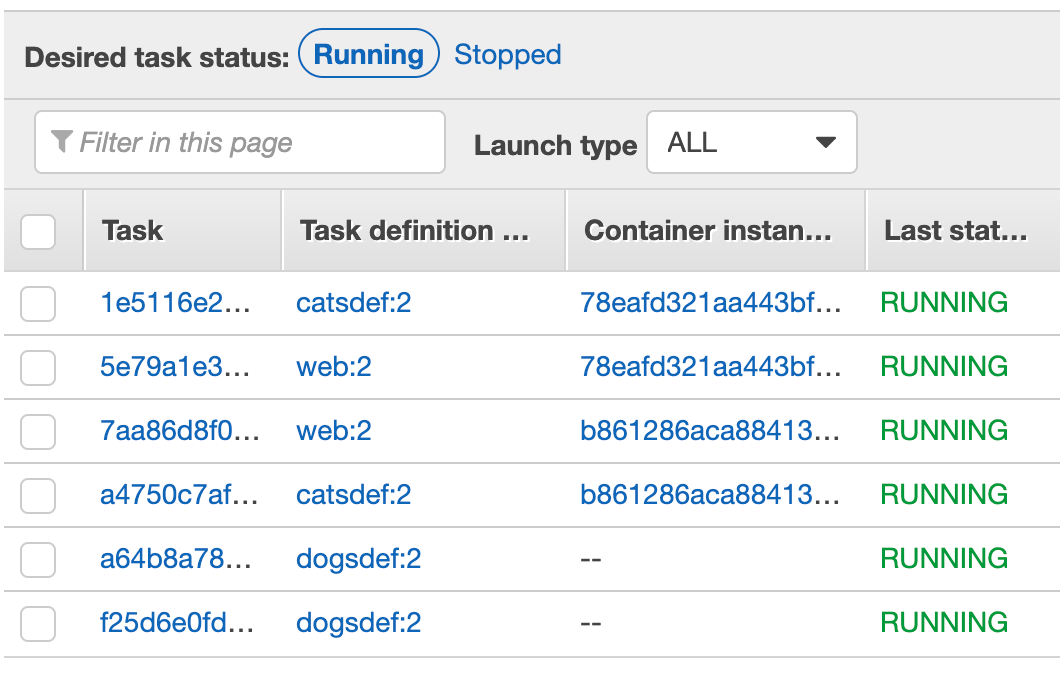 Desired task status: Running Stopped
Filter in this page Launch type ALL
Task Task definition ... Container instan... Last stat...
1e5116e2... catsdef:2 78eafd321aa443bf... RUNNING
5e79a1e3... web:2 78eafd321aa443bf... RUNNING
7aa86d8f0... web:2 b861286aca88413... RUNNING
a4750c7af... catsdef:2 b861286aca88413... RUNNING
a64b8a78... dogsdef:2 -- RUNNING
f25d6e0fd... dogsdef:2 -- RUNNING